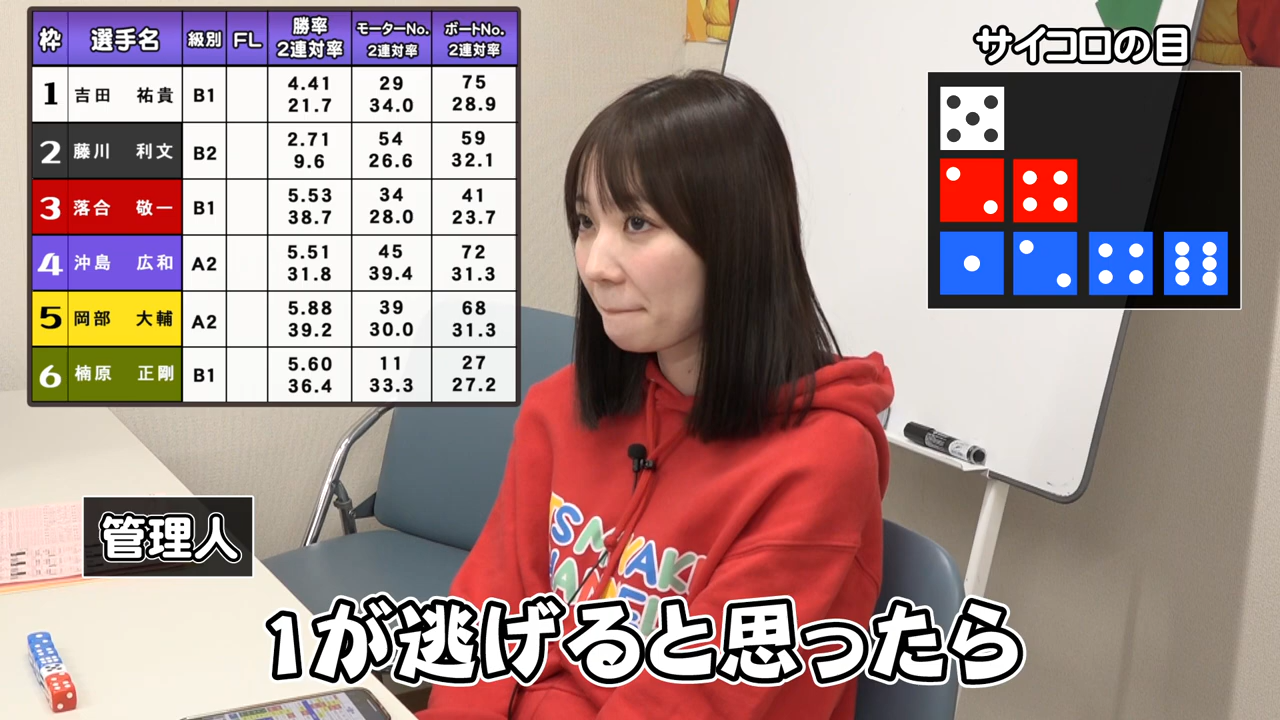 枠 選手名 級別 FL 勝率 2連対率 モーターNo. 2連対率 ボートNo. 2連対率
1 吉田 祐貴 B1 4.41 21.7 29 34.0 75 28.9
2 藤川 利文 B2 2.71 9.6 54 26.6 59 32.1
3 落合 敬一 B1 5.53 38.7 34 28.0 41 23.7
4 沖島 広和 A2 5.51 31.8 45 39.4 72 31.3
5 岡部 大輔 A2 5.88 39.2 39 30.0 68 31.3
6 楠原 正剛 B1 5.60 36.4 11 33.3 27 27.2
サイコロの目
管理人
1が逃げると思ったら